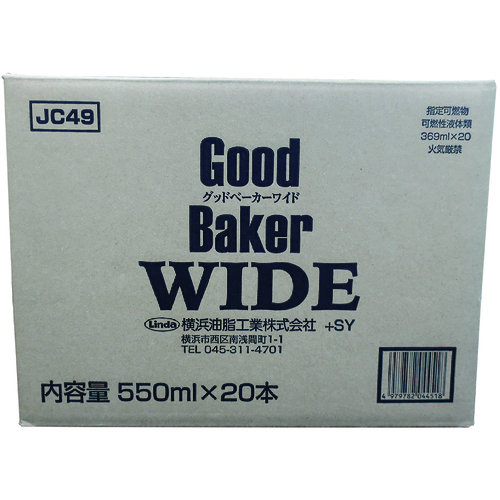 JC49
指定可燃物
可燃性液体類
369ml×20
火気厳禁
Good
グッドベーカーワイド
Baker
WIDE
Linda 横浜油脂工業株式会社 +SY
横浜市西区南浅間町1-1
TEL 045-311-4701
内容量 550ml×20本
4 979782 044518